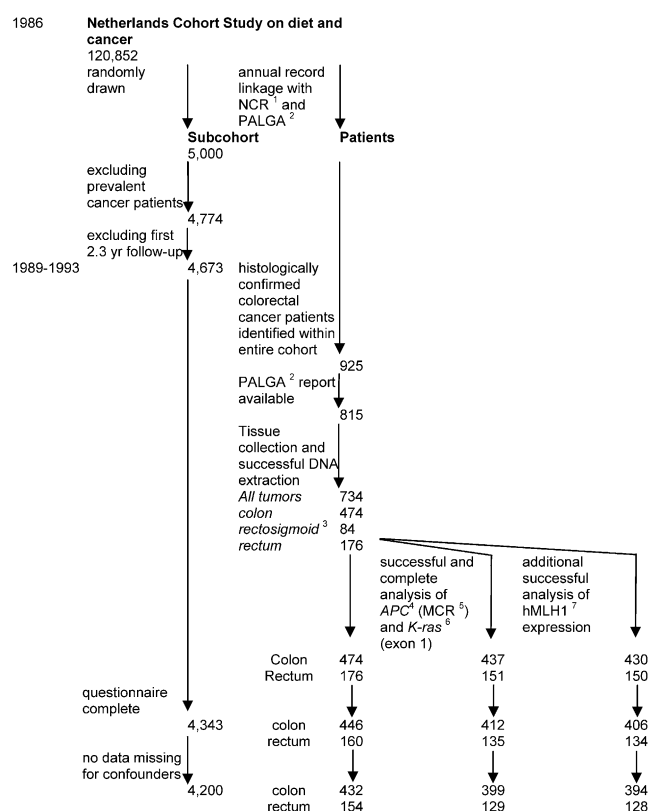 1986 Netherlands Cohort Study on diet and
cancer
120,852
randomly
drawn
annual record
linkage with
NCR 1 and
PALGA 2
Subcohort Patients
5,000
excluding
prevalent
cancer patients
4,774
excluding first
2.3 yr follow-up
1989-1993 4,673
histologically
confirmed
colorectal
cancer patients
identified within
entire cohort
925
PALGA 2 report
available
815
Tissue
collection and
successful DNA
extraction
All tumors 734
colon 474
rectosigmoid 3 84
rectum 176
successful and
complete
analysis of
APC4 (MCR 5)
and K-ras 6
(exon 1)
additional
successful
analysis of
hMLH1 7
expression
Colon 474 437 430
Rectum 176 151 150
questionnaire
complete
4,343 colon 446 412 406
rectum 160 135 134
no data missing
for confounders
4,200 colon 432 399 394
rectum 154 129 128